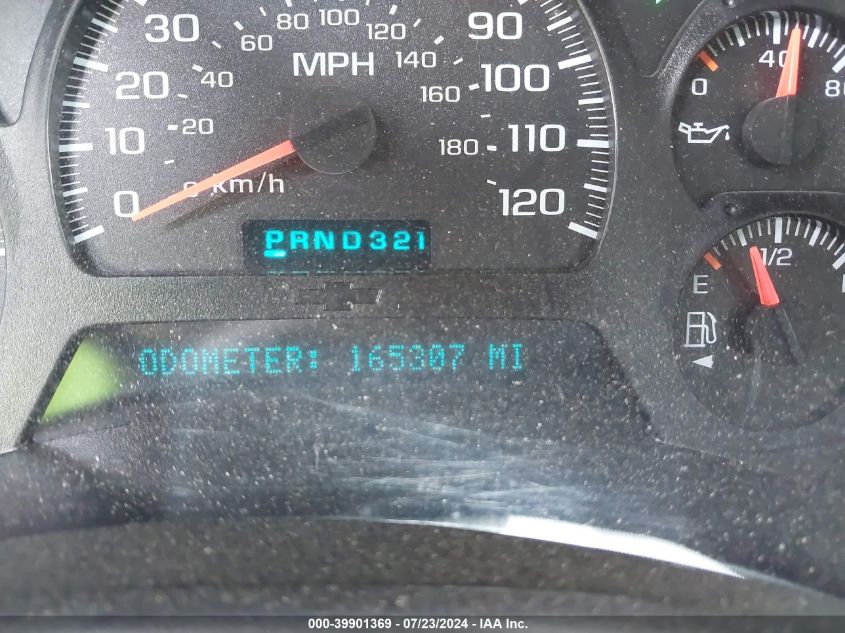 30 60 80 100 120 90
MPH 140
20 40 160 100
10 20 180 110
0 km/h 120
PRND321
ODOMETER: 165307 MI
0 40 80
E 1/2
000-39901369 - 07/23/2024 - IAA Inc.